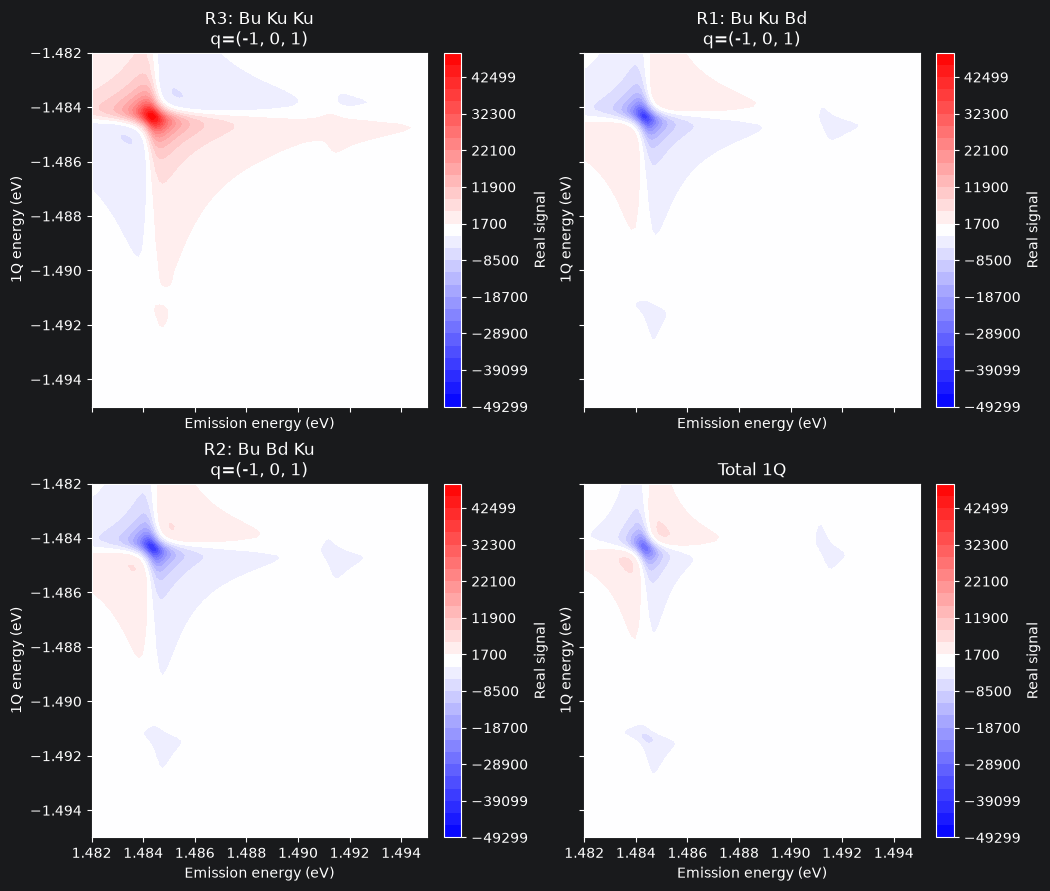 R3: Bu Ku Ku
q=(-1, 0, 1)
−1.482
−1.484
−1.486
−1.488
−1.490
−1.492
−1.494
1Q energy (eV)
Emission energy (eV)
42499
32300
22100
11900
1700
−8500
−18700
−28900
−39099
−49299
Real signal
R1: Bu Ku Bd
q=(-1, 0, 1)
1Q energy (eV)
Emission energy (eV)
42499
32300
22100
11900
1700
−8500
−18700
−28900
−39099
−49299
Real signal
R2: Bu Bd Ku
q=(-1, 0, 1)
−1.482
−1.484
−1.486
−1.488
−1.490
−1.492
−1.494
1Q energy (eV)
1.482 1.484 1.486 1.488 1.490 1.492 1.494
Emission energy (eV)
42499
32300
22100
11900
1700
−8500
−18700
−28900
−39099
−49299
Real signal
Total 1Q
1Q energy (eV)
1.482 1.484 1.486 1.488 1.490 1.492 1.494
Emission energy (eV)
42499
32300
22100
11900
1700
−8500
−18700
−28900
−39099
−49299
Real signal